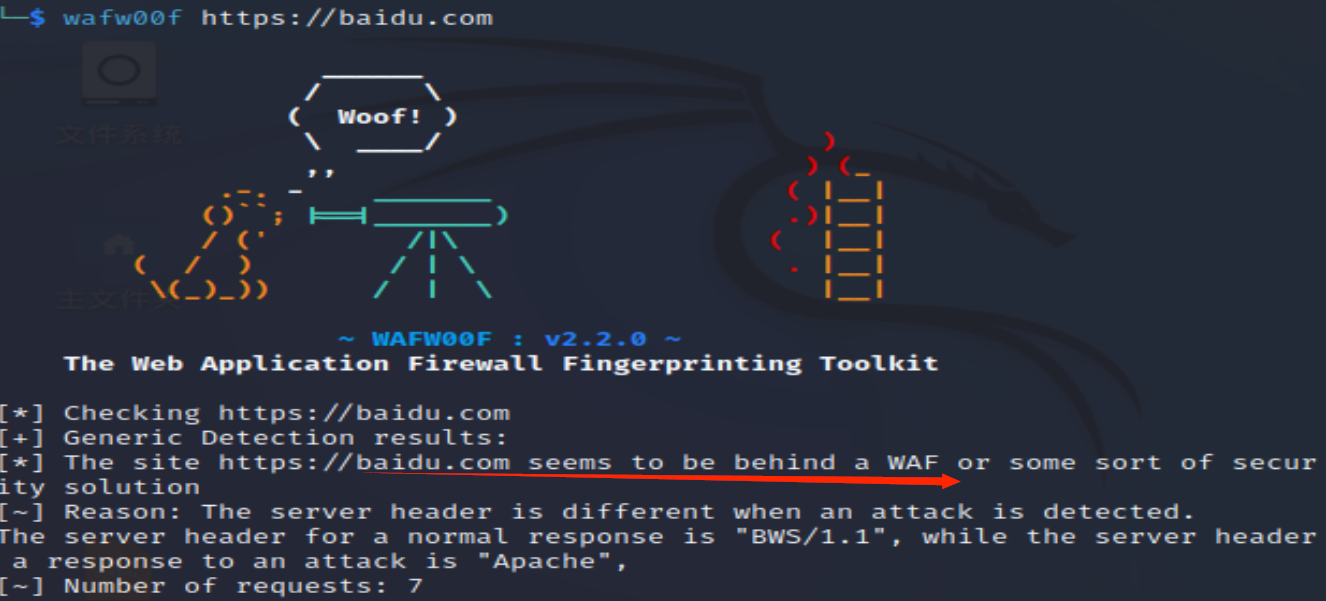 └─$ wafw00f https://baidu.com
文件系统
Woof!
主文件夹
~ WAFW00F : v2.2.0 ~
The Web Application Firewall Fingerprinting Toolkit
[*] Checking https://baidu.com
[+] Generic Detection results:
[*] The site https://baidu.com seems to be behind a WAF or some sort of secur
ity solution
[~] Reason: The server header is different when an attack is detected.
The server header for a normal response is "BWS/1.1", while the server header
a response to an attack is "Apache",
[~] Number of requests: 7